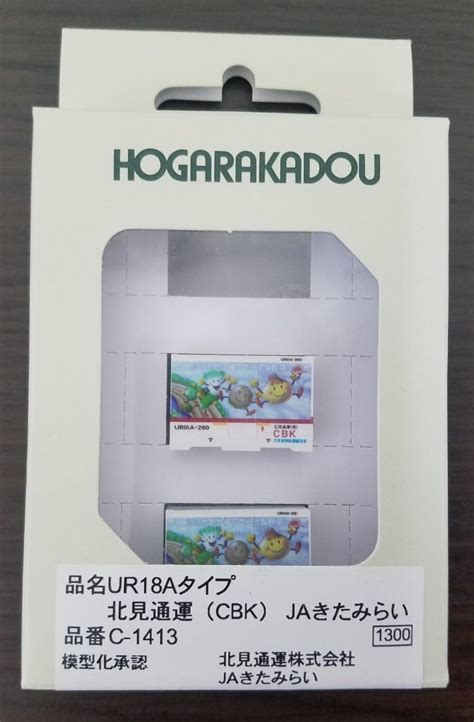 HOGARAKADOU
UR18A-260
CBK
品名UR18Aタイプ
北見通運（CBK） JAきたみらい
品番C-1413
1300
模型化承認 北見通運株式会社
JAきたみらい